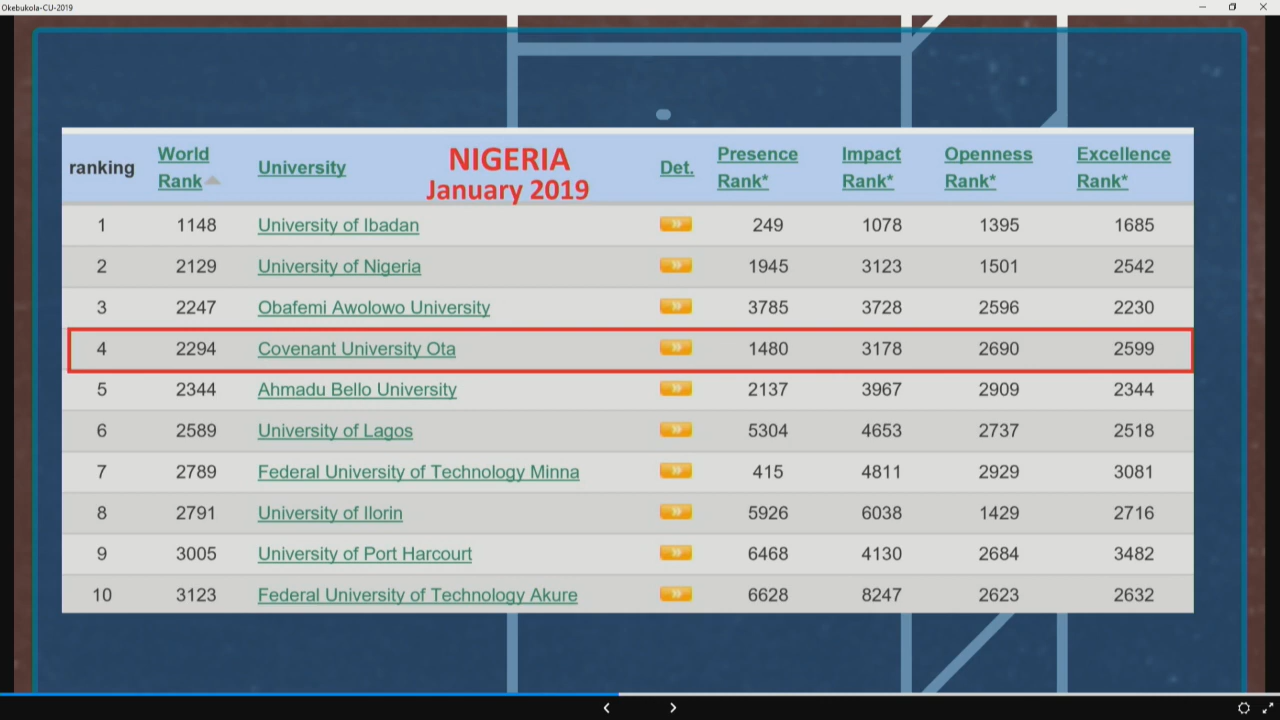 Okebukola-CU-2019
ranking World Rank University NIGERIA January 2019 Det. Presence Rank* Impact Rank* Openness Rank* Excellence Rank*
1 1148 University of Ibadan 249 1078 1395 1685
2 2129 University of Nigeria 1945 3123 1501 2542
3 2247 Obafemi Awolowo University 3785 3728 2596 2230
4 2294 Covenant University Ota 1480 3178 2690 2599
5 2344 Ahmadu Bello University 2137 3967 2909 2344
6 2589 University of Lagos 5304 4653 2737 2518
7 2789 Federal University of Technology Minna 415 4811 2929 3081
8 2791 University of Ilorin 5926 6038 1429 2716
9 3005 University of Port Harcourt 6468 4130 2684 3482
10 3123 Federal University of Technology Akure 6628 8247 2623 2632